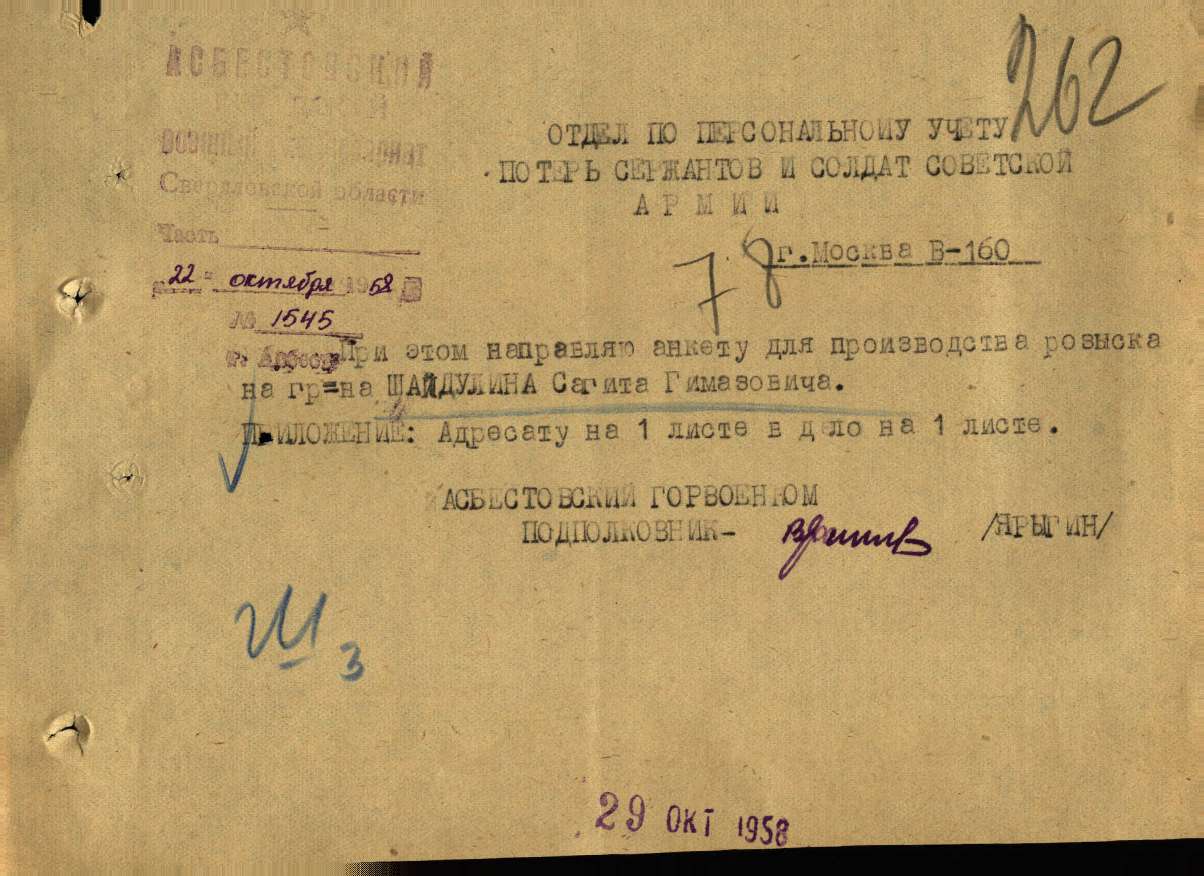 262
АСБЕСТОВСКИЙ
Свердловской области
Часть
"22" октября 1958
№ 1545
г. Асбест
ОТДЕЛ ПО ПЕРСОНАЛЬНОМУ УЧЕТУ
ПОТЕРЬ СЕРЖАНТОВ И СОЛДАТ СОВЕТСКОЙ
АРМИИ
г.Москва В-160
78
При этом направляю анкету для производства розыска
на гр=на ШАЙДУЛИНА Сагита Гимазовича.
ПРИЛОЖЕНИЕ: Адресату на 1 листе в дело на 1 листе.
АСБЕСТОВСКИЙ ГОРВОЕНКОМ
ПОДПОЛКОВНИК- /ЯРЫГИН/
Ш 3
29 ОКТ 1958